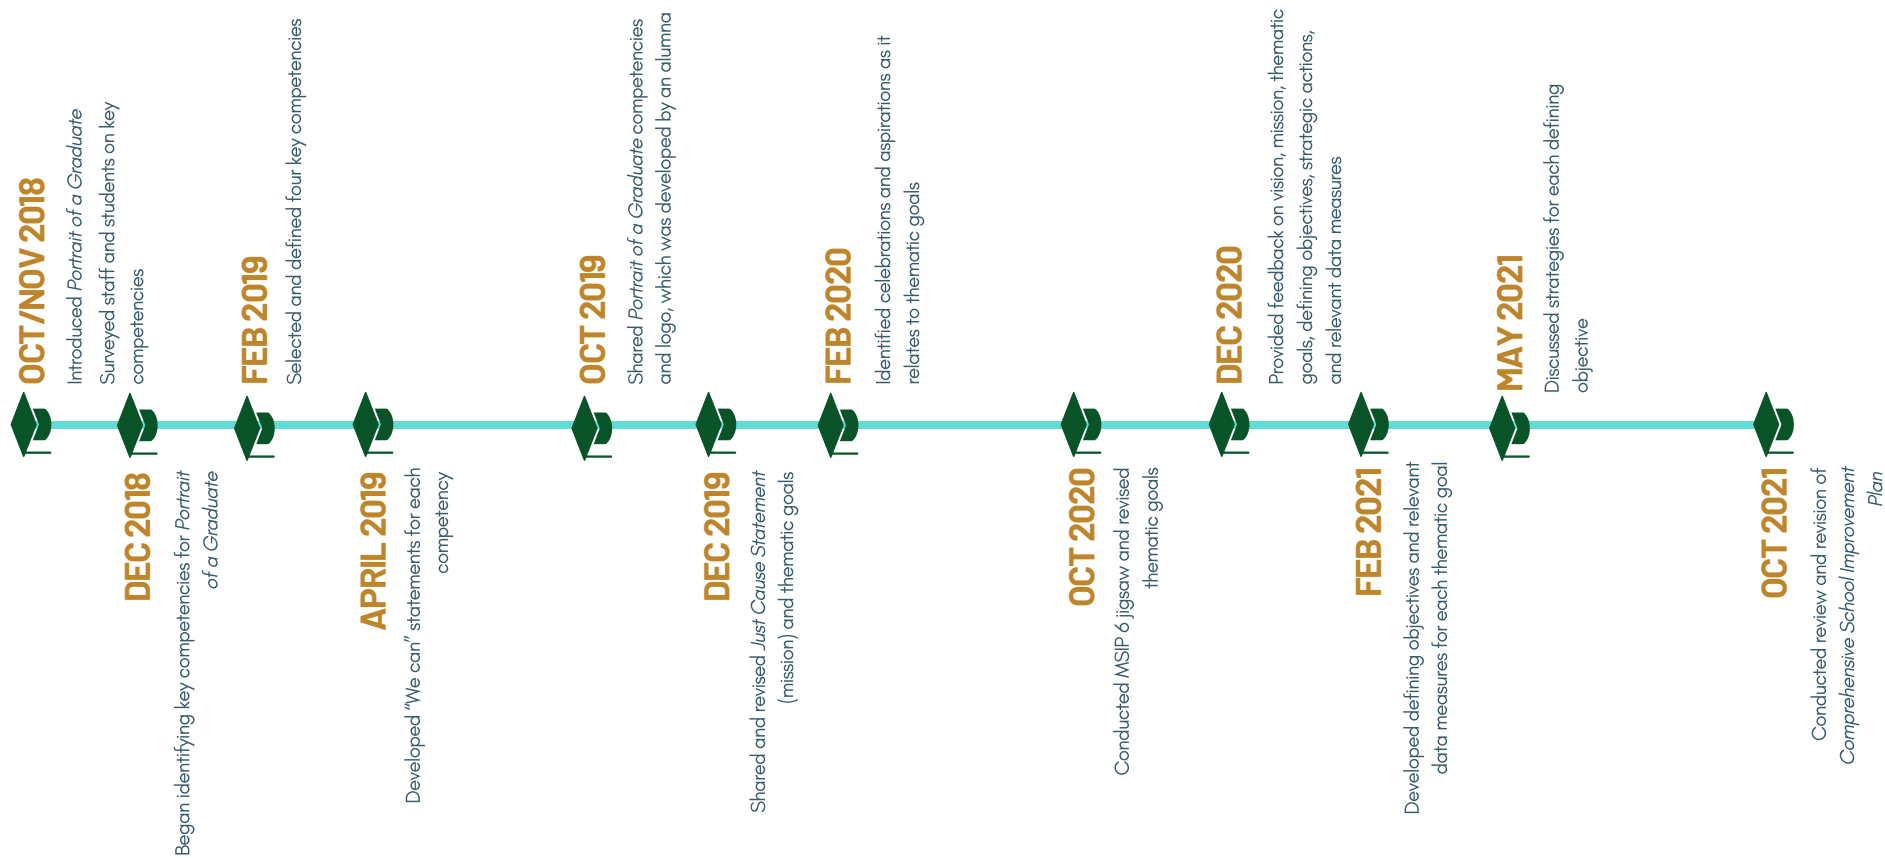 OCT/NOV 2018
Introduced Portrait of a Graduate
Surveyed staff and students on key
competencies
DEC 2018
Began identifying key competencies for Portrait
of a Graduate
FEB 2019
Selected and defined four key competencies
APRIL 2019
Developed “We can” statements for each
competency
OCT 2019
Shared Portrait of a Graduate competencies
and logo, which was developed by an alumna
DEC 2019
Shared and revised Just Cause Statement
(mission) and thematic goals
FEB 2020
Identified celebrations and aspirations as it
relates to thematic goals
OCT 2020
Conducted MSIP 6 jigsaw and revised
thematic goals
DEC 2020
Provided feedback on vision, mission, thematic
goals, defining objectives, strategic actions,
and relevant data measures
FEB 2021
Developed defining objectives and relevant
data measures for each thematic goal
MAY 2021
Discussed strategies for each defining
objective
OCT 2021
Conducted review and revision of
Comprehensive School Improvement
Plan